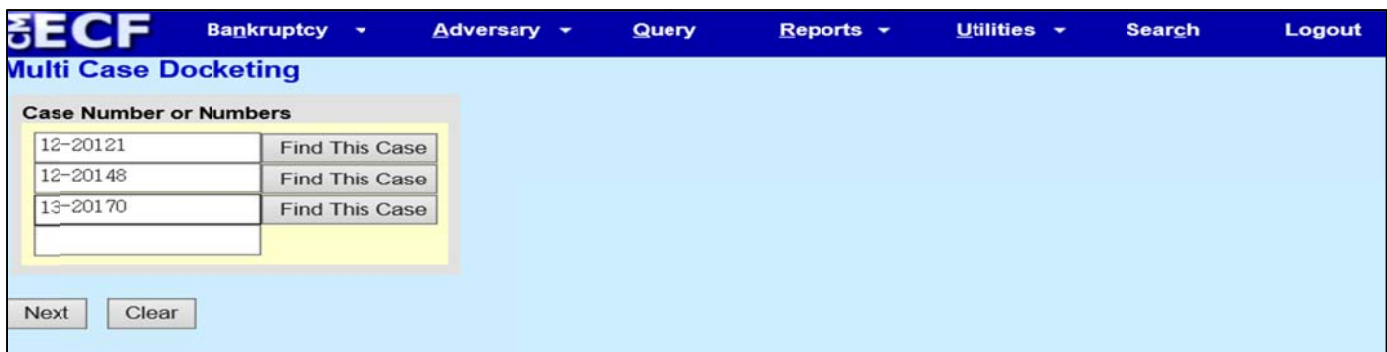 CM ECF Bankruptcy Adversary Query Reports Utilities Search Logout
Multi Case Docketing
Case Number or Numbers
12-20121 Find This Case
12-20148 Find This Case
13-20170 Find This Case
Next Clear